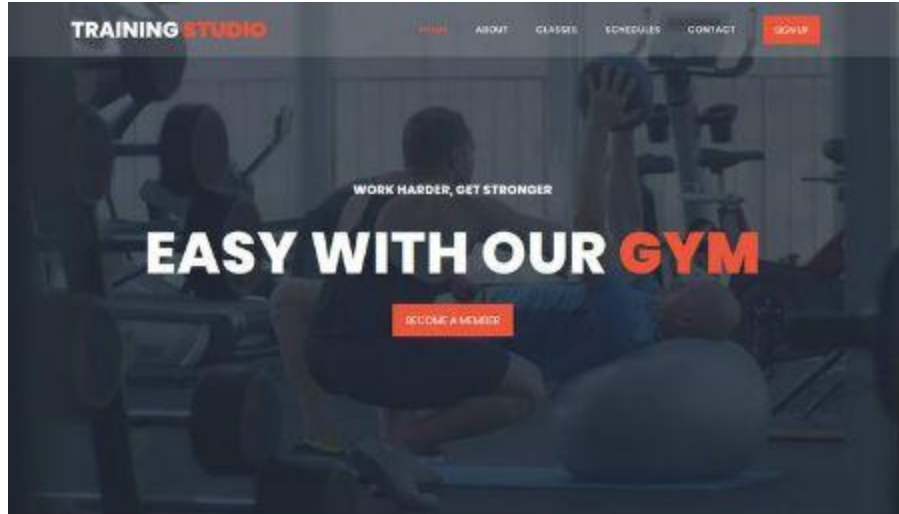 TRAINING STUDIO
HOME ABOUT CLASSES SCHEDULES CONTACT SIGN UP
WORK HARDER, GET STRONGER
EASY WITH OUR GYM
BECOME A MEMBER